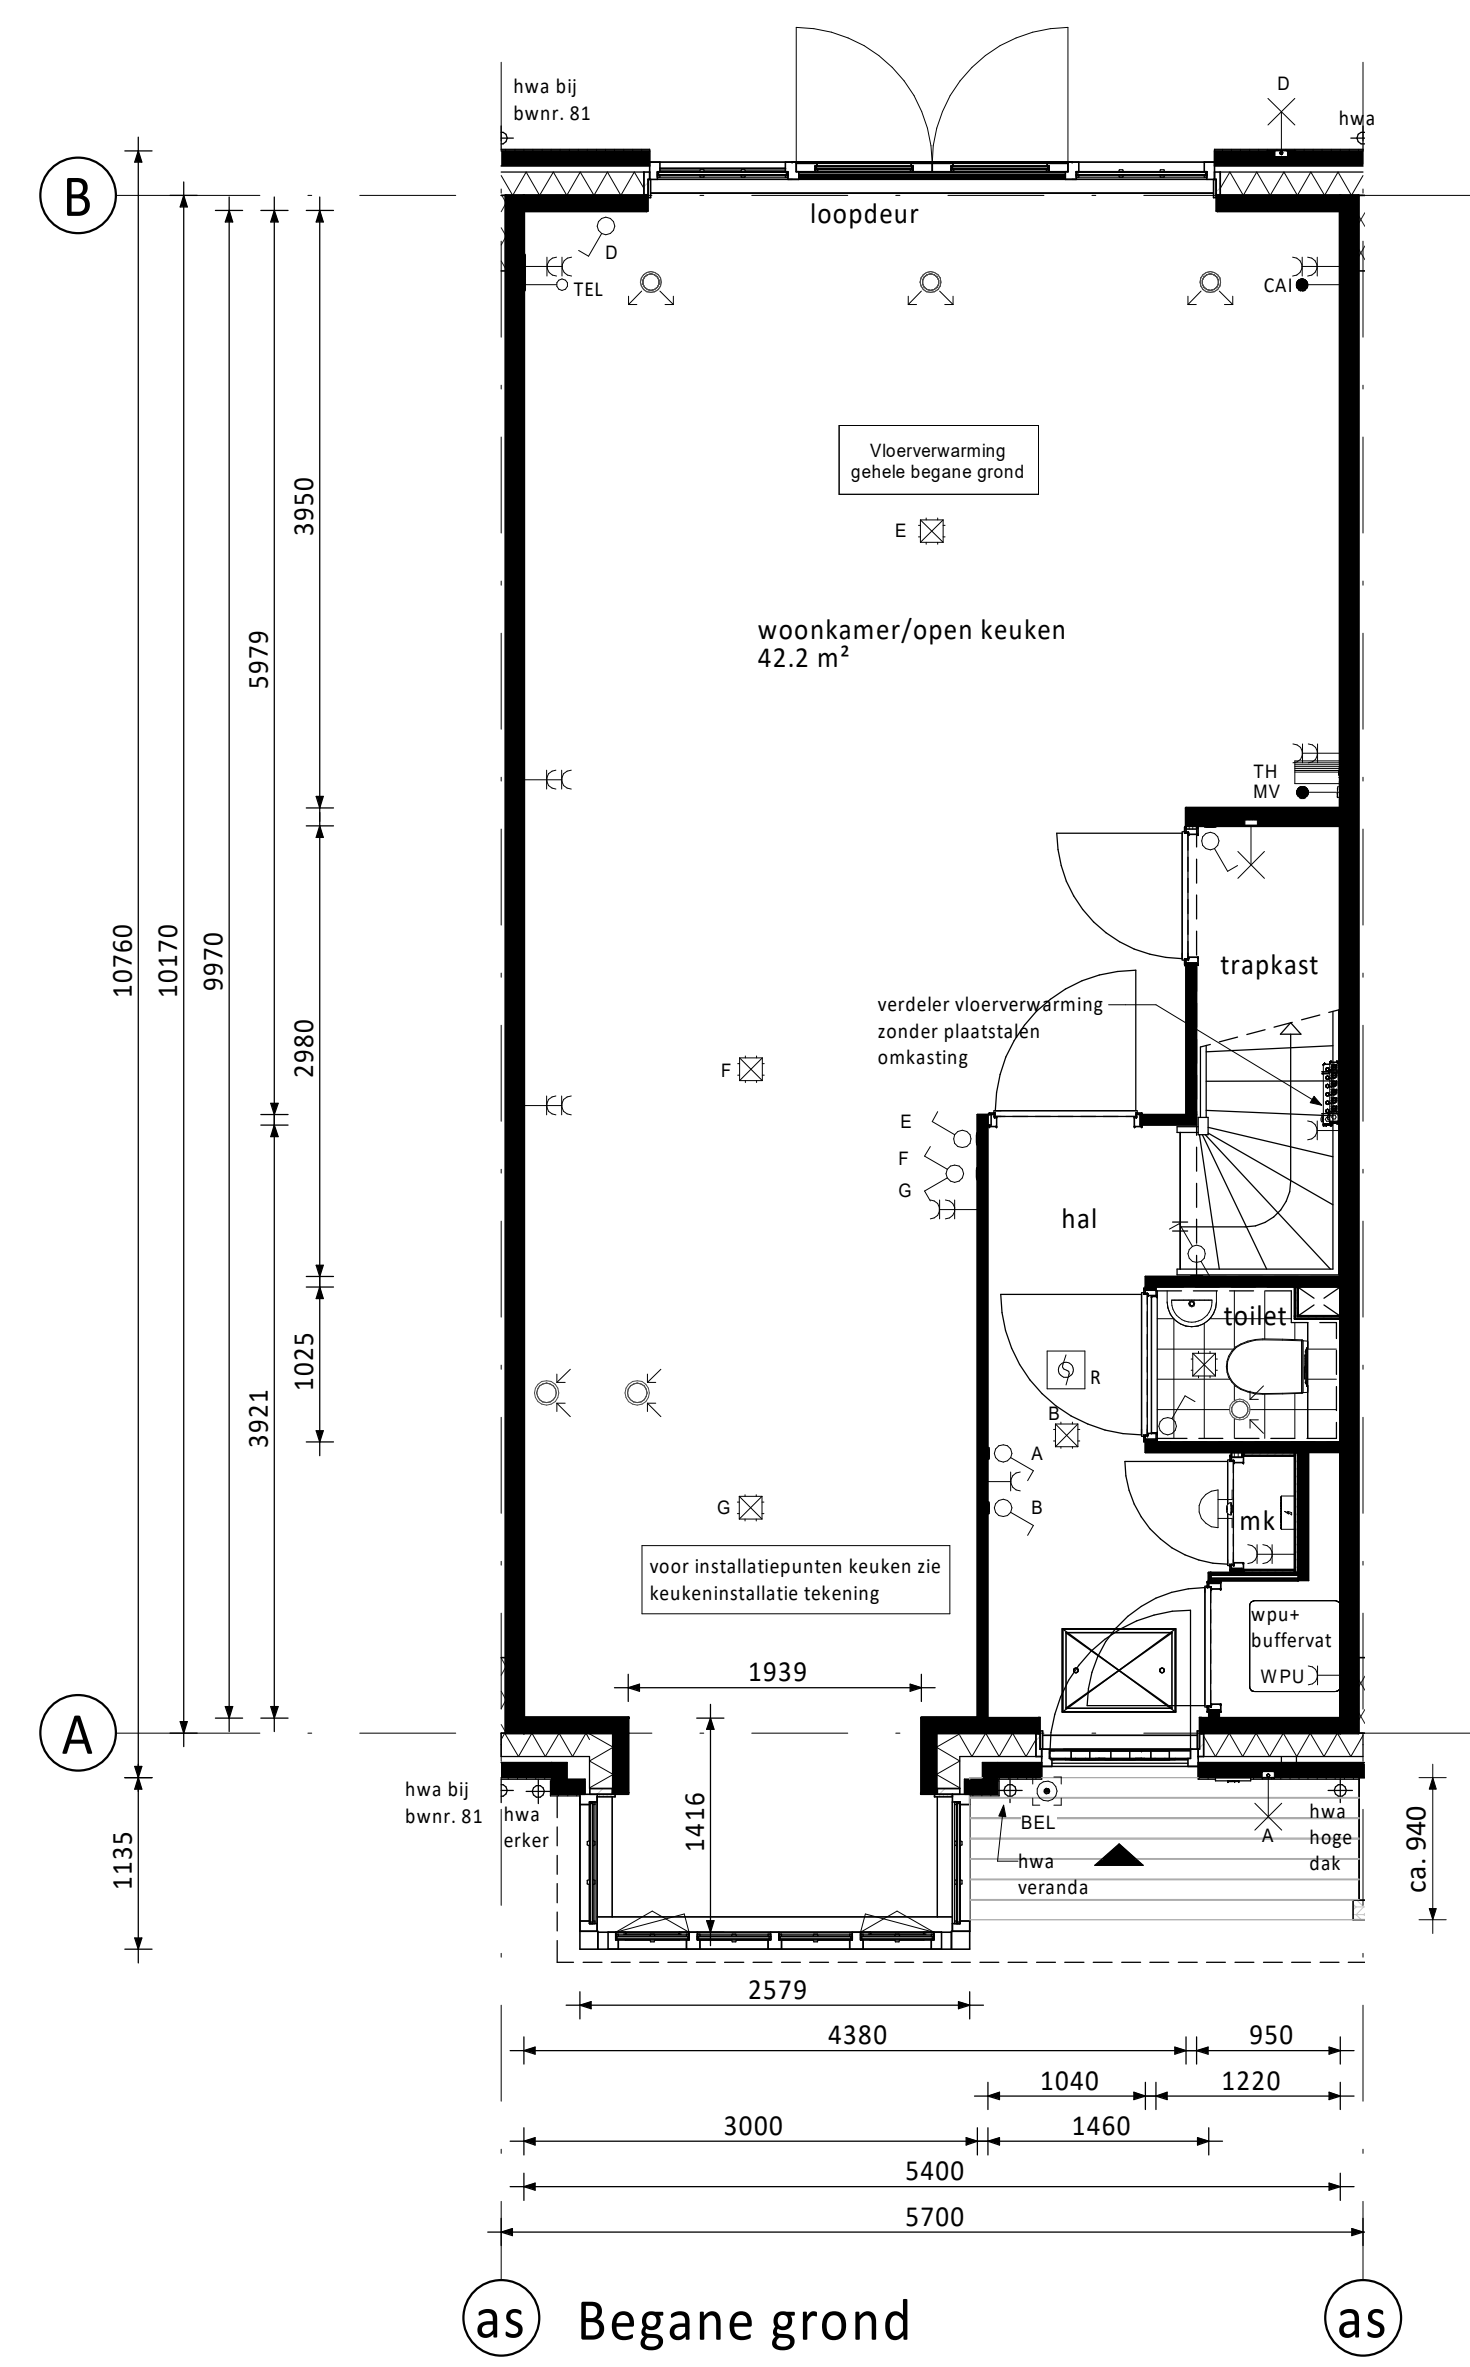 hwa bij
bwnr. 81
D
hwa
B
loopdeur
D
TEL
CAI
Vloerverwarming
gehele begane grond
E
woonkamer/open keuken
42.2 m²
3950
5979
TH
MV
10760
10170
9970
trapkast
verdeler vloerverwarming
zonder plaatstalen
omkasting
2980
F
E
F
G
hal
toilet
1025
3921
R
B
A
B
G
mk
voor installatiepunten keuken zie
keukeninstallatie tekening
wpu+
buffervat
WPU
1939
A
hwa bij
bwnr. 81
hwa
erker
1416
BEL
hwa
veranda
A
hwa
hoge
dak
ca. 940
1135
2579
4380
950
1040
1220
3000
1460
5400
5700
as
Begane grond
as